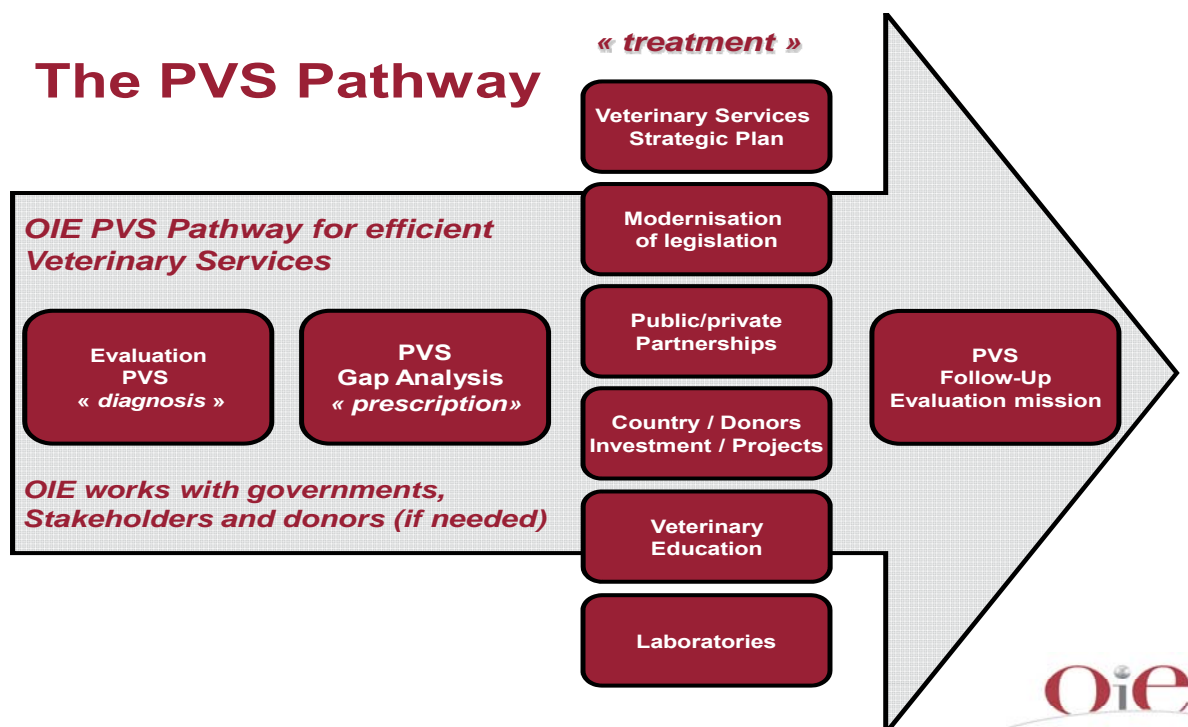 « treatment »
The PVS Pathway
OIE PVS Pathway for efficient
Veterinary Services
Evaluation
PVS
« diagnosis »
PVS
Gap Analysis
« prescription»
Veterinary Services
Strategic Plan
Modernisation
of legislation
Public/private
Partnerships
Country / Donors
Investment / Projects
Veterinary
Education
Laboratories
PVS
Follow-Up
Evaluation mission
OIE works with governments,
Stakeholders and donors (if needed)
Oie